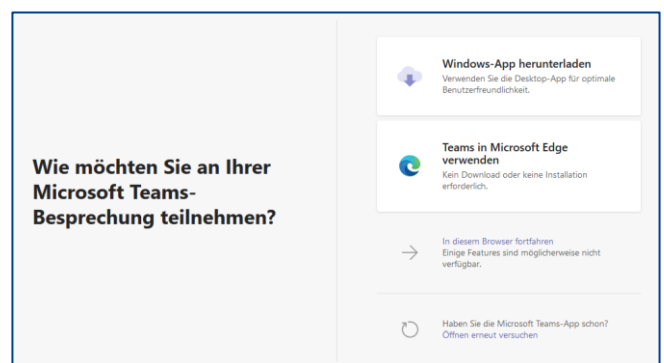 Wie möchten Sie an Ihrer
Microsoft Teams-
Besprechung teilnehmen?
Windows-App herunterladen
Verwenden Sie die Desktop-App für optimale
Benutzerfreundlichkeit.
Teams in Microsoft Edge
verwenden
Kein Download oder keine Installation
erforderlich.
In diesem Browser fortfahren
Einige Features sind möglicherweise nicht
verfügbar.
Haben Sie die Microsoft Teams-App schon?
Öffnen erneut versuchen